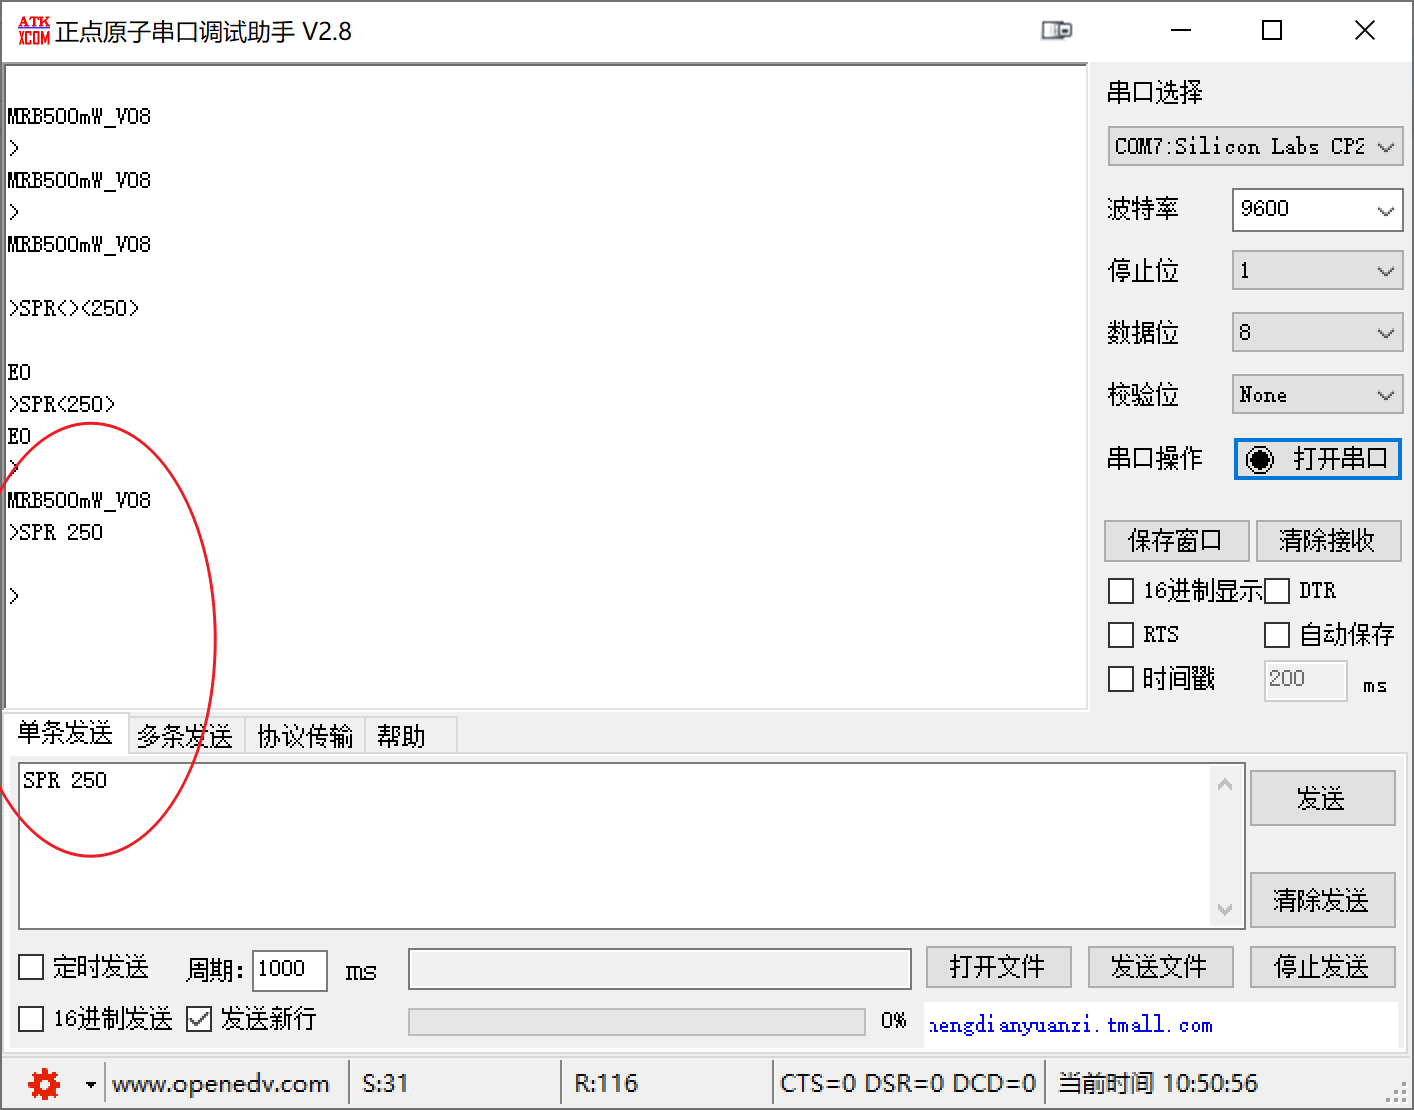 ATK
XCOM 正点原子串口调试助手 V2.8
MRB500mW_V08
>
MRB500mW_V08
>
MRB500mW_V08
>SPR<><250>
E0
>SPR<250>
E0
>
MRB500mW_V08
>SPR 250
>
串口选择
COM7:Silicon Labs CP2
波特率 9600
停止位 1
数据位 8
校验位 None
串口操作 打开串口
保存窗口 清除接收
16进制显示 DTR
RTS 自动保存
时间戳 200 ms
单条发送 多条发送 协议传输 帮助
SPR 250
发送
清除发送
定时发送 周期: 1000 ms 打开文件 发送文件 停止发送
16进制发送 发送新行 0% hengdianyuanzi.tmall.com
www.openedv.com S:31 R:116 CTS=0 DSR=0 DCD=0 当前时间 10:50:56